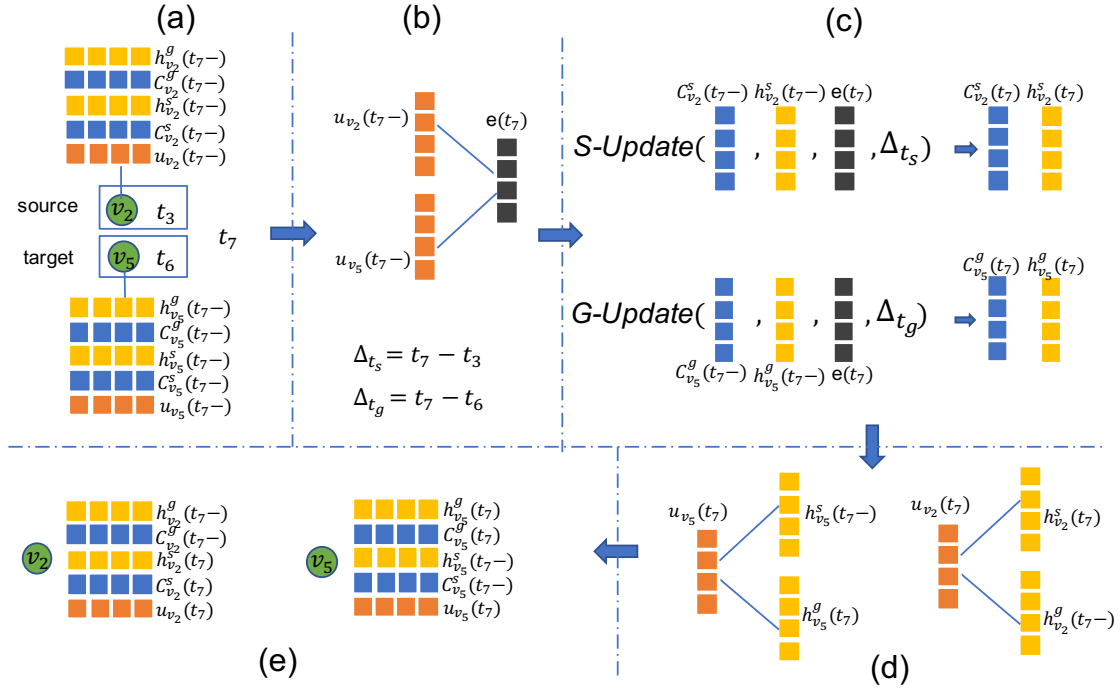 (a)
h^g_{v_2}(t_7−)
C^g_{v_2}(t_7−)
h^s_{v_2}(t_7−)
C^s_{v_2}(t_7−)
u_{v_2}(t_7−)
source v_2 t_3
t_7
target v_5 t_6
h^g_{v_5}(t_7−)
C^g_{v_5}(t_7−)
h^s_{v_5}(t_7−)
C^s_{v_5}(t_7−)
u_{v_5}(t_7−)
(b)
u_{v_2}(t_7−)
e(t_7)
u_{v_5}(t_7−)
Δ_{t_s} = t_7 − t_3
Δ_{t_g} = t_7 − t_6
(c)
C^s_{v_2}(t_7−) h^s_{v_2}(t_7−) e(t_7) C^s_{v_2}(t_7) h^s_{v_2}(t_7)
S-Update( , , , Δ_{t_s})
C^g_{v_5}(t_7) h^g_{v_5}(t_7)
G-Update( , , , Δ_{t_g})
C^g_{v_5}(t_7−) h^g_{v_5}(t_7−) e(t_7)
u_{v_5}(t_7) h^s_{v_5}(t_7−)
h^g_{v_5}(t_7)
u_{v_2}(t_7) h^s_{v_2}(t_7)
h^g_{v_2}(t_7−)
(d)
v_2
h^g_{v_2}(t_7−)
C^g_{v_2}(t_7−)
h^s_{v_2}(t_7)
C^s_{v_2}(t_7)
u_{v_2}(t_7)
v_5
h^g_{v_5}(t_7)
C^g_{v_5}(t_7)
h^s_{v_5}(t_7−)
C^s_{v_5}(t_7−)
u_{v_5}(t_7)
(e)